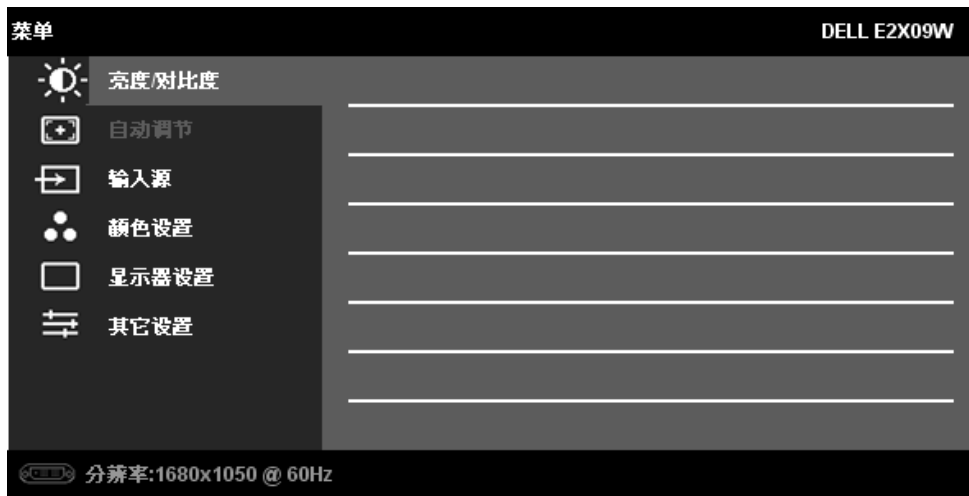 菜单
DELL E2X09W
亮度/对比度
自动调节
输入源
颜色设置
显示器设置
其它设置
分辨率:1680x1050 @ 60Hz